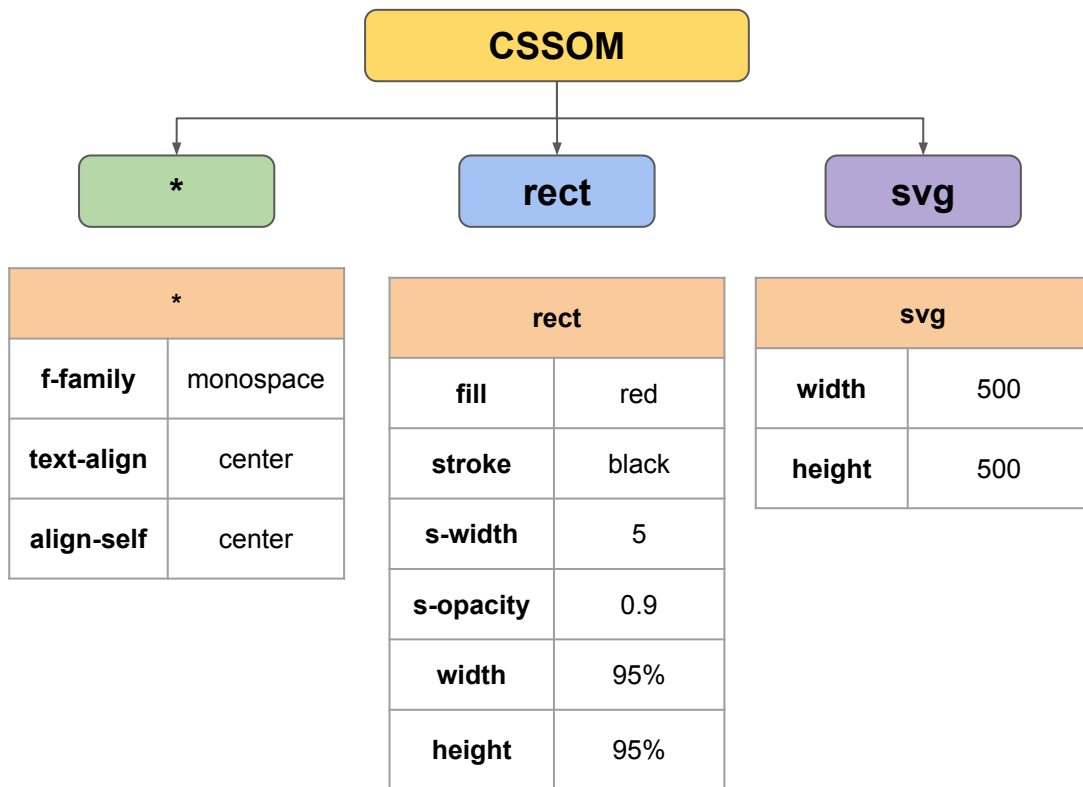 CSSOM
*
rect
svg
*
f-family monospace
text-align center
align-self center
rect
fill red
stroke black
s-width 5
s-opacity 0.9
width 95%
height 95%
svg
width 500
height 500